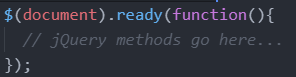 $(document).ready(function(){
  // jQuery methods go here...
});